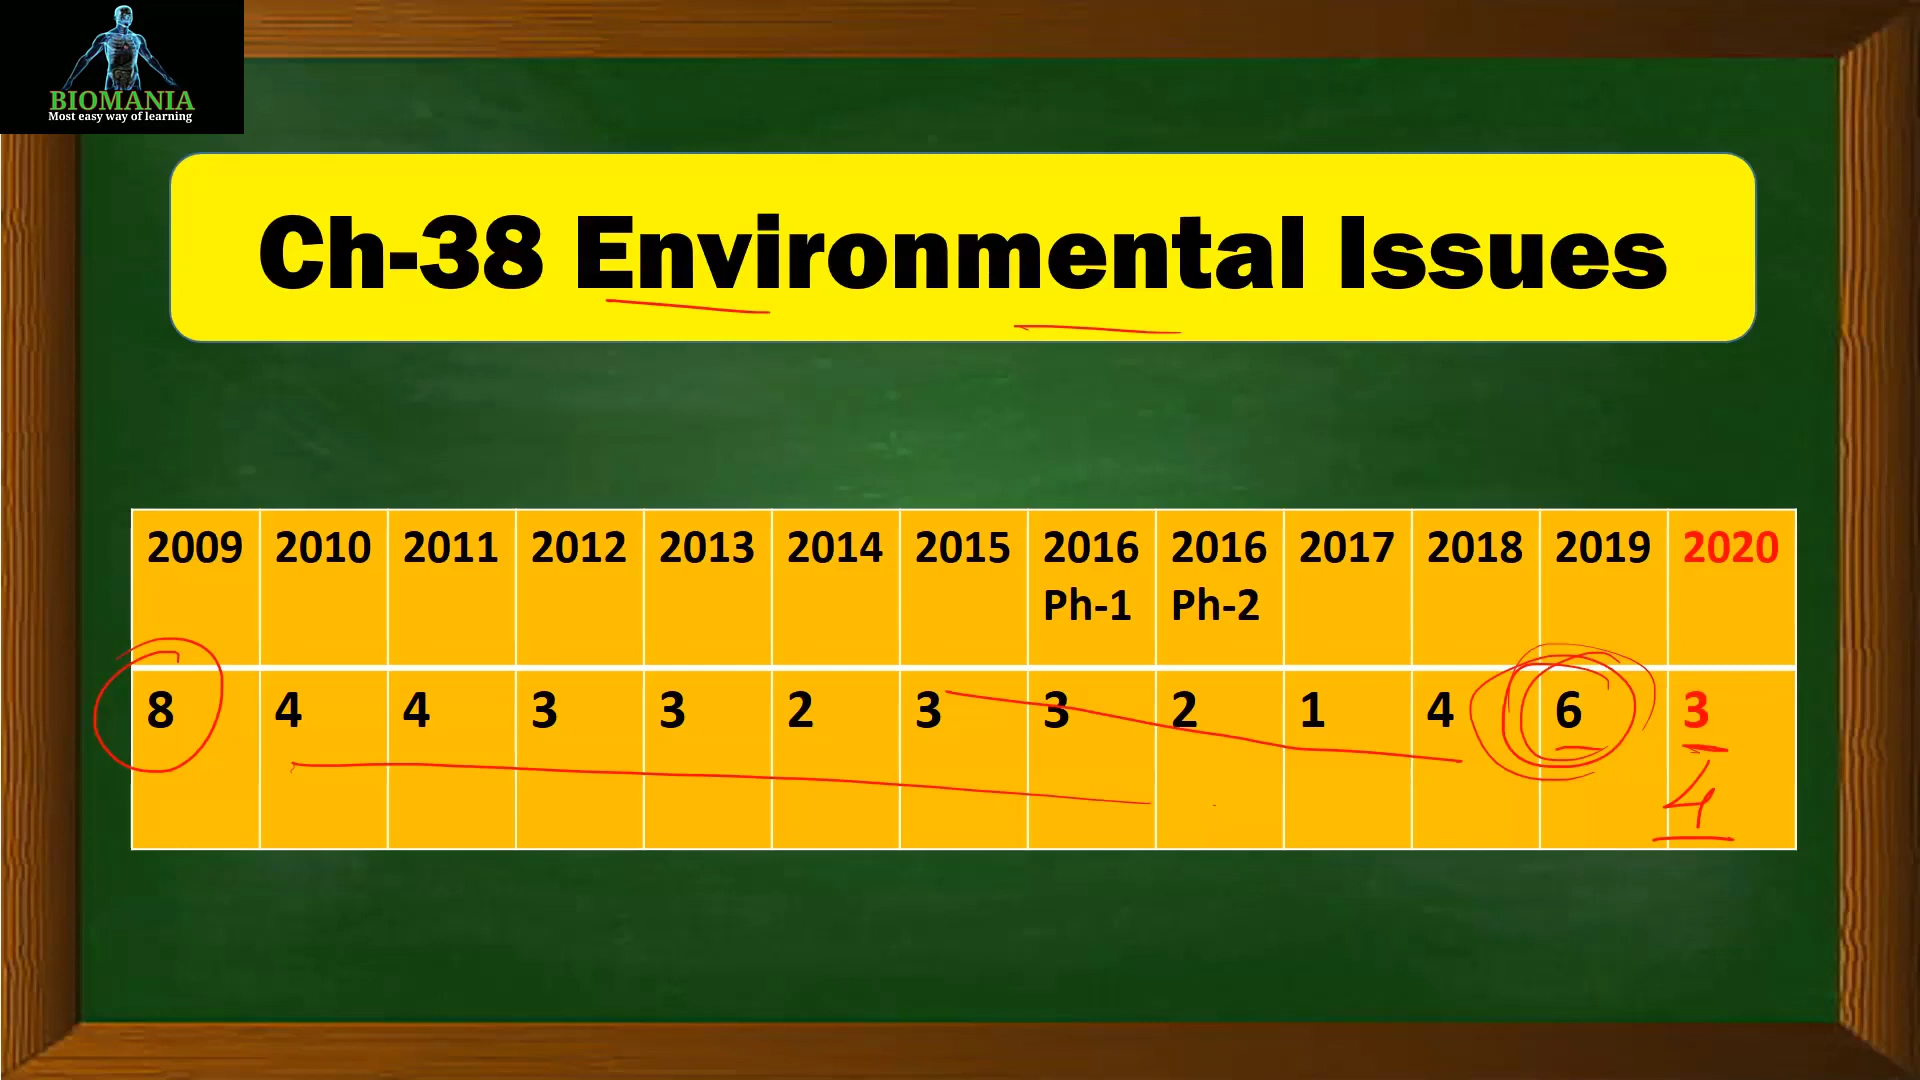 BIOMANIA
Most easy way of learning
Ch-38 Environmental Issues
2009 2010 2011 2012 2013 2014 2015 2016 Ph-1 2016 Ph-2 2017 2018 2019 2020
8 4 4 3 3 2 3 3 2 1 4 6 3
4